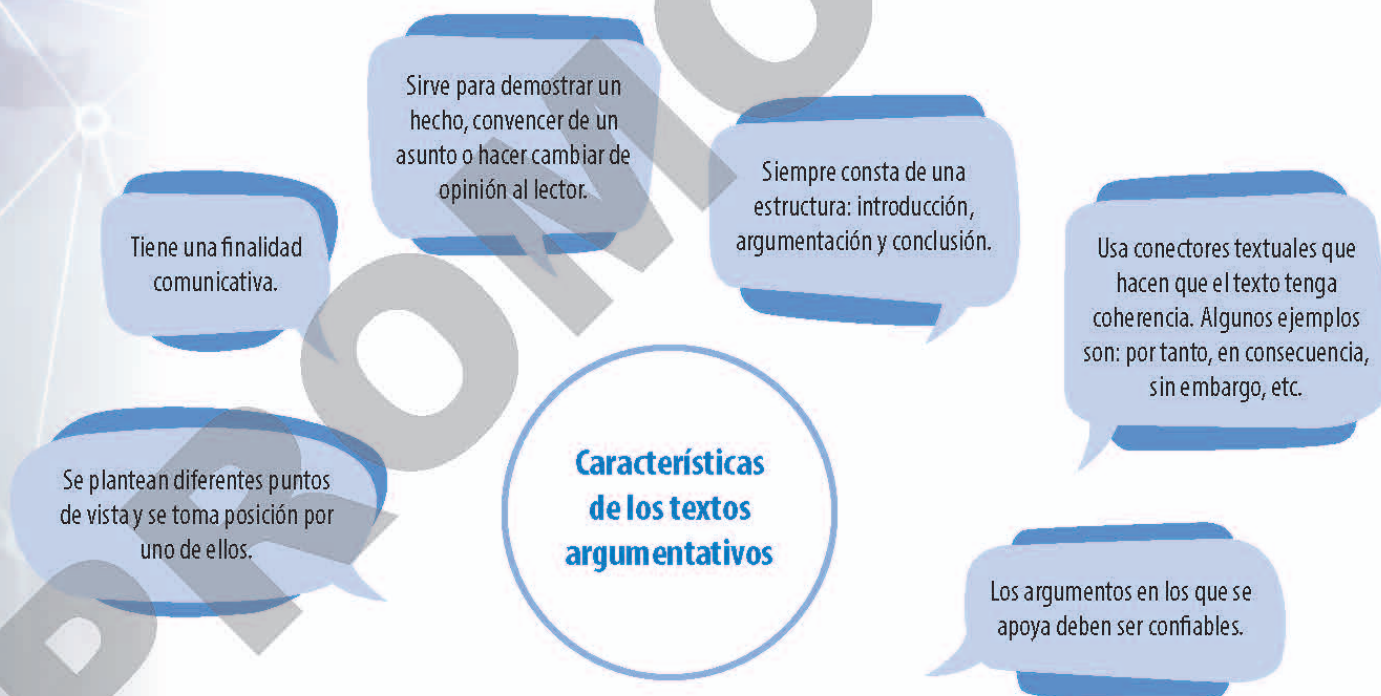 Sirve para demostrar un
hecho, convencer de un
asunto o hacer cambiar de
opinión al lector.
Siempre consta de una
estructura: introducción,
argumentación y conclusión.
Tiene una finalidad
comunicativa.
Usa conectores textuales que
hacen que el texto tenga
coherencia. Algunos ejemplos
son: por tanto, en consecuencia,
sin embargo, etc.
Se plantean diferentes puntos
de vista y se toma posición por
uno de ellos.
Características
de los textos
argumentativos
Los argumentos en los que se
apoya deben ser confiables.
PROMO